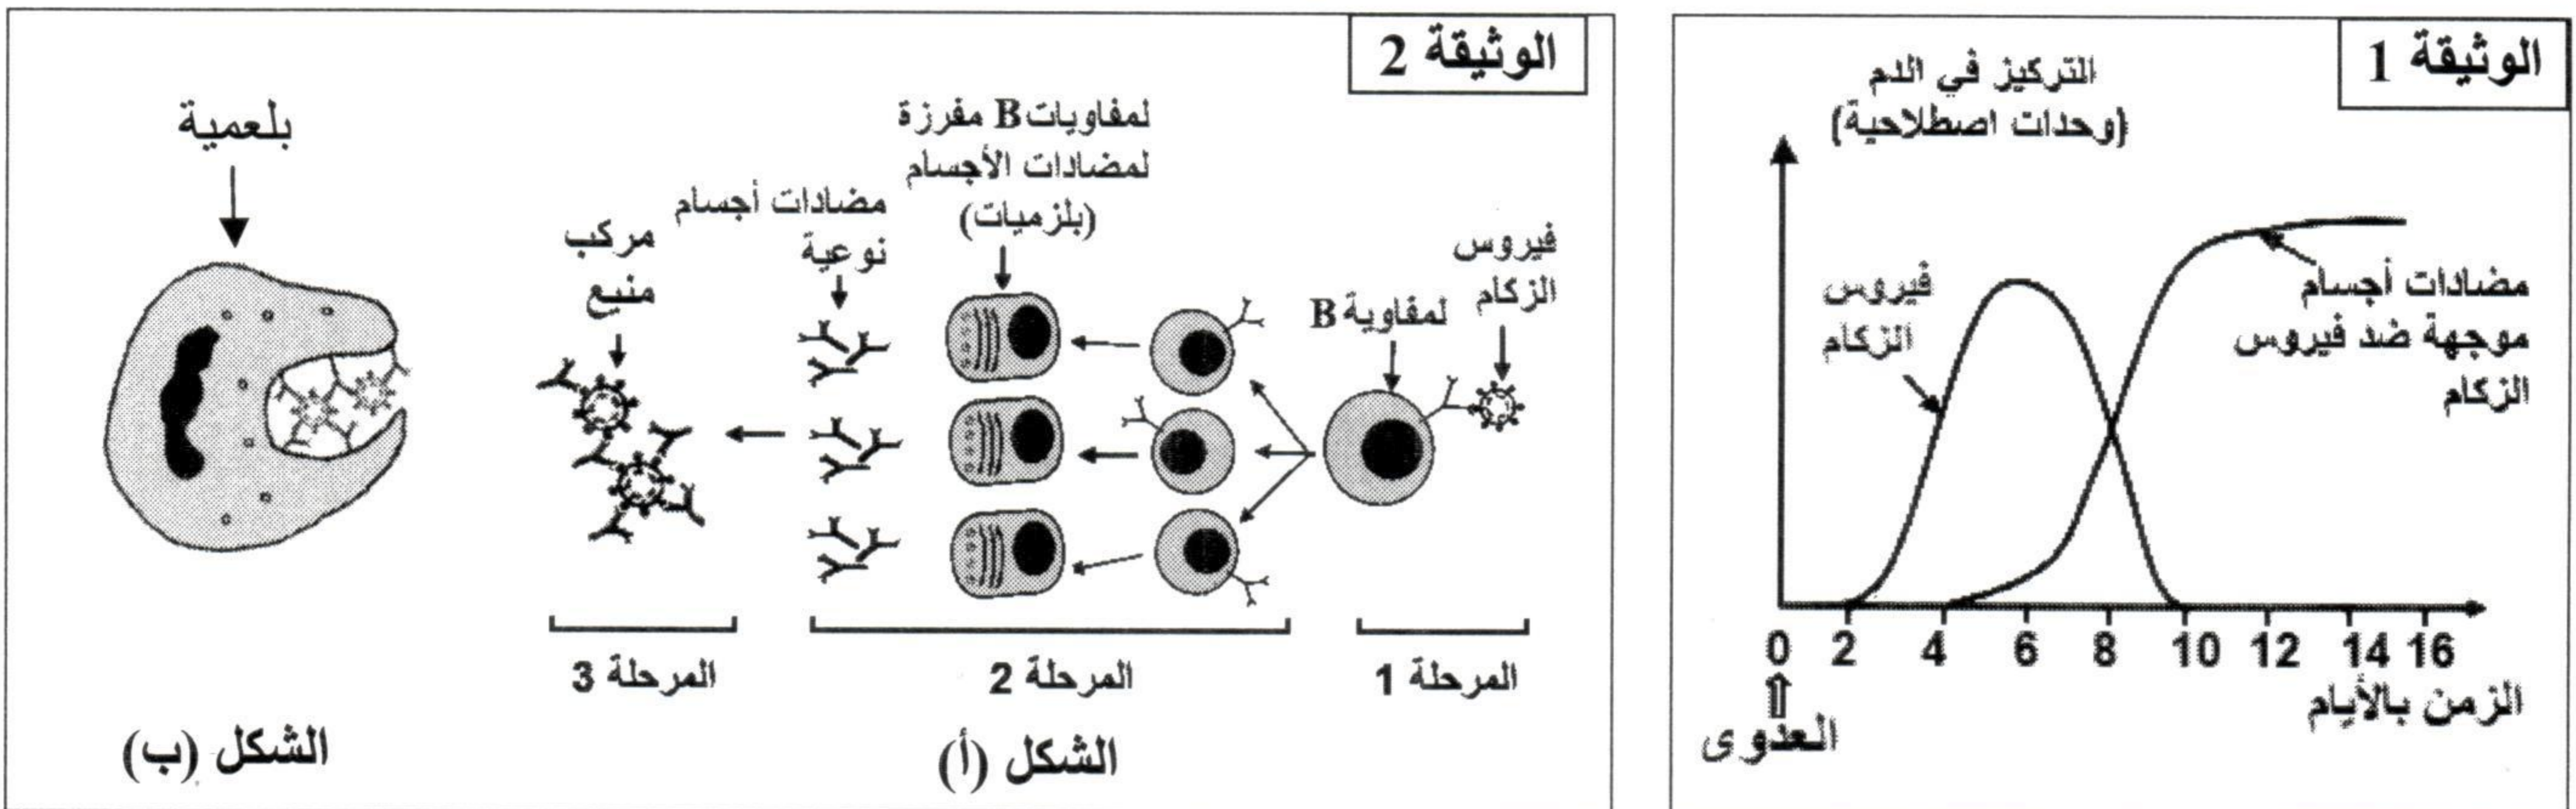 الوثيقة 1
التركيز في الدم
(وحدات اصطلاحية)
فيروس
الزكام
مضادات أجسام
موجهة ضد فيروس
الزكام
0 2 4 6 8 10 12 14 16
الزمن بالأيام
العدوى
الوثيقة 2
فيروس
الزكام
لمفاوية B
لمفاويات B مفرزة
لمضادات الأجسام
(بلزميات)
مضادات أجسام
نوعية
مركب
منيع
المرحلة 1
المرحلة 2
المرحلة 3
الشكل (أ)
بلعمية
الشكل (ب)